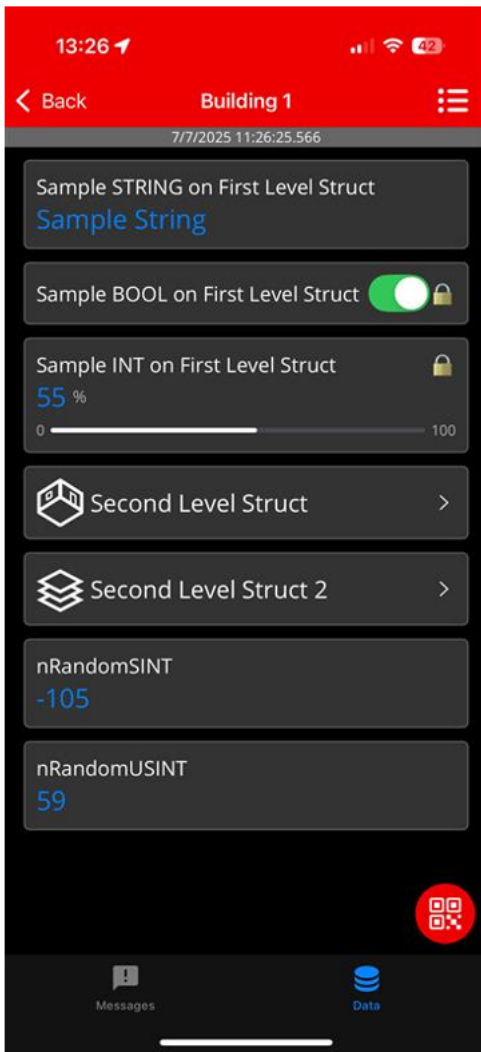 13:26
42
Back
Building 1
7/7/2025 11:26:25.566
Sample STRING on First Level Struct
Sample String
Sample BOOL on First Level Struct
Sample INT on First Level Struct
55 %
0 100
Second Level Struct
Second Level Struct 2
nRandomSINT
-105
nRandomUSINT
59
Messages
Data